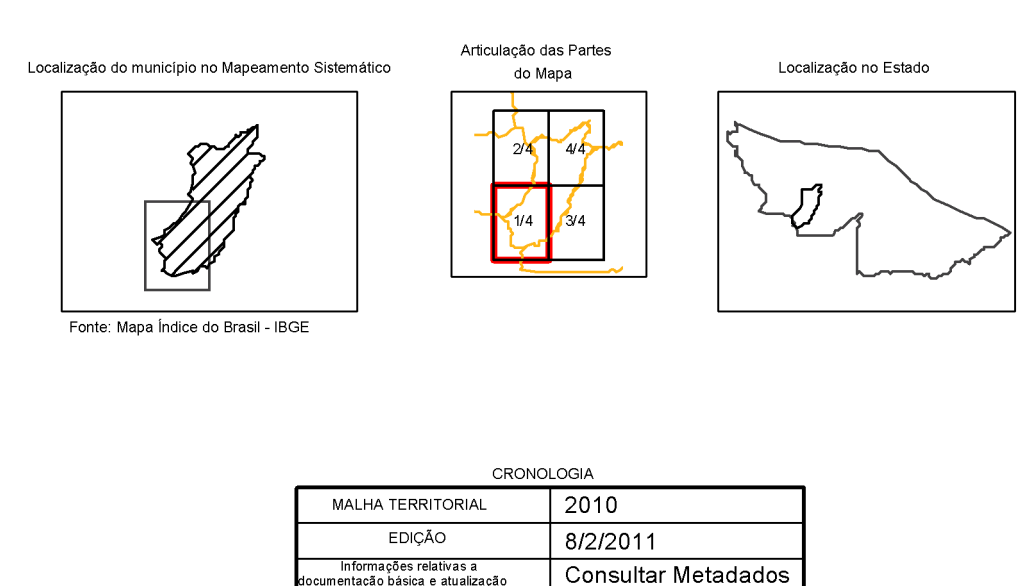 Localização do município no Mapeamento Sistemático
Articulação das Partes
do Mapa
Localização no Estado
2/4
4/4
1/4
3/4
Fonte: Mapa Índice do Brasil - IBGE
CRONOLOGIA
MALHA TERRITORIAL
2010
EDIÇÃO
8/2/2011
Informações relativas a
documentação básica e atualização
Consultar Metadados